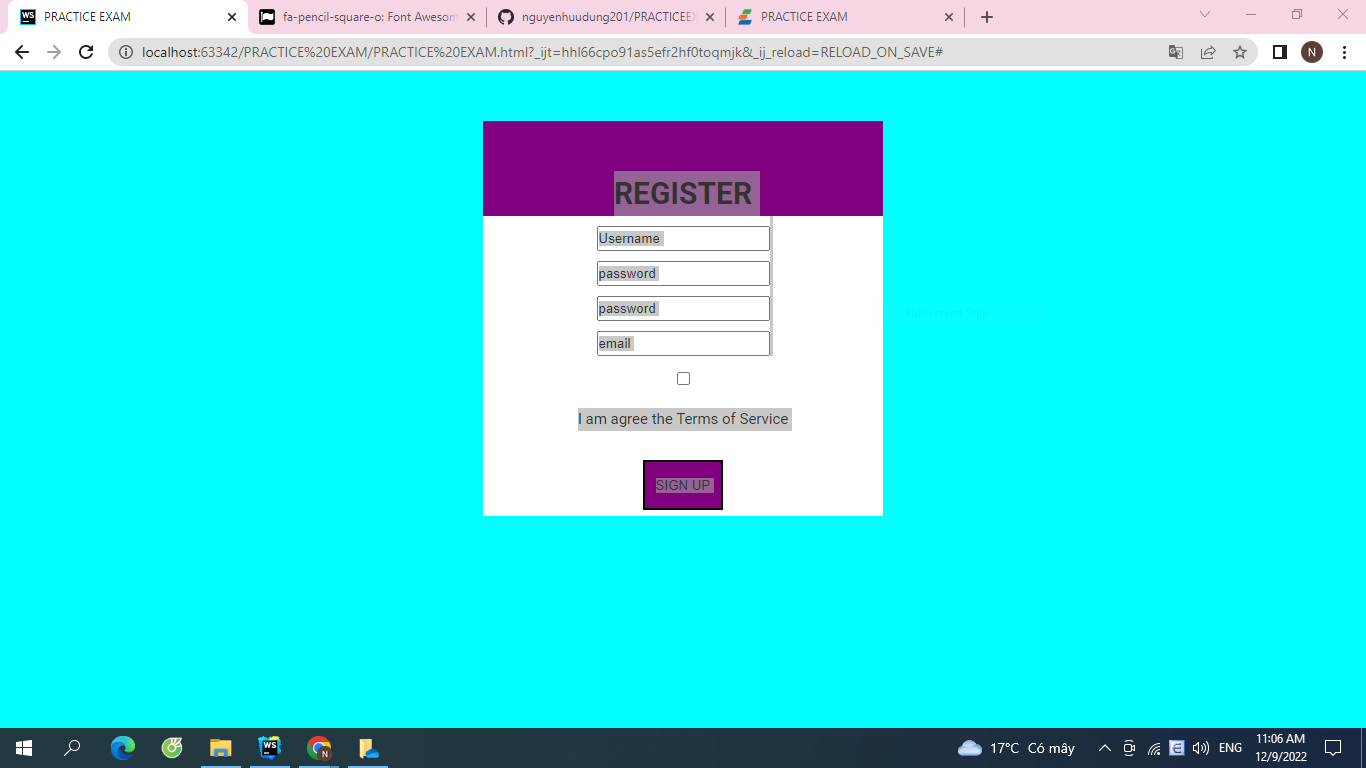 WS PRACTICE EXAM
fa-pencil-square-o: Font Awesom
nguyenhuudung201/PRACTICEE
PRACTICE EXAM
localhost:63342/PRACTICE%20EXAM/PRACTICE%20EXAM.html?_ijt=hhl66cpo91as5efr2hf0toqmjk&_ij_reload=RELOAD_ON_SAVE#
N
REGISTER
Username
password
password
email
I am agree the Terms of Service
SIGN UP
WS
N
17°C Có mây
E
ENG
11:06 AM
12/9/2022